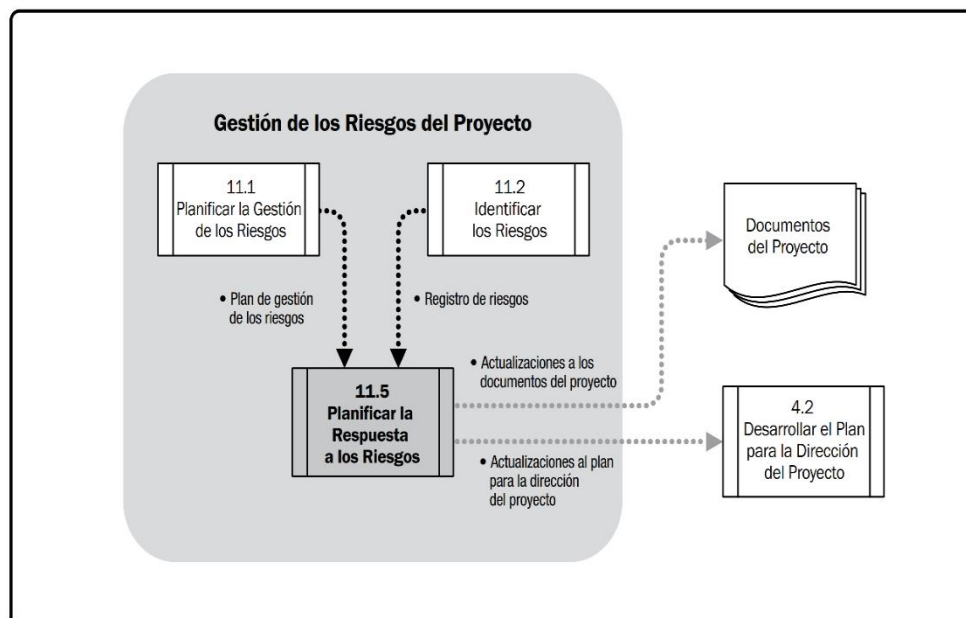 Gestión de los Riesgos del Proyecto
11.1
Planificar la Gestión
de los Riesgos
11.2
Identificar
los Riesgos
Documentos
del Proyecto
• Plan de gestión
de los riesgos
• Registro de riesgos
• Actualizaciones a los
documentos del proyecto
11.5
Planificar la
Respuesta
a los Riesgos
4.2
Desarrollar el Plan
para la Dirección
del Proyecto
• Actualizaciones al plan
para la dirección
del proyecto